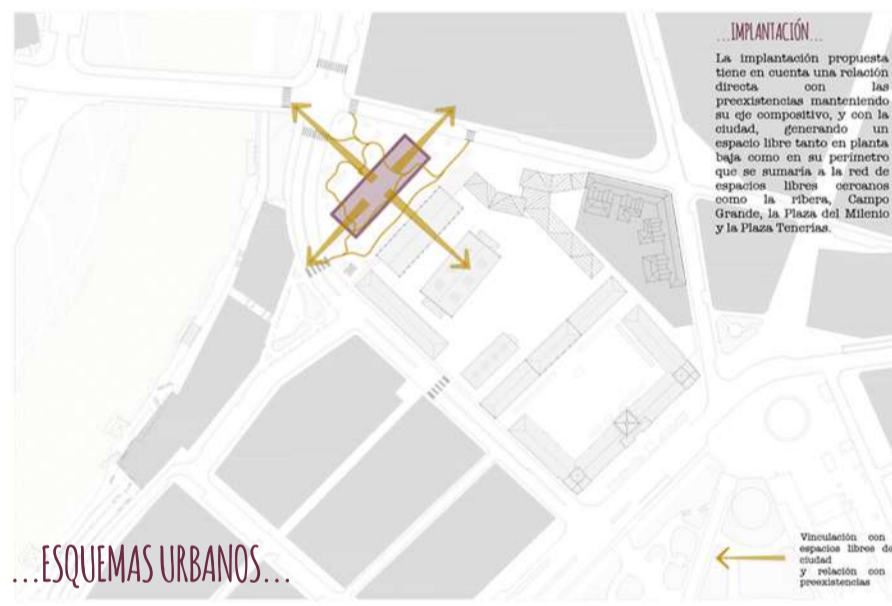 ...IMPLANTACIÓN...
La implantación propuesta
tiene en cuenta una relación
directa con las
preexistencias manteniendo
su eje compositivo, y con la
ciudad, generando un
espacio libre tanto en planta
baja como en su perímetro
que se sumaría a la red de
espacios libres cercanos
como la ribera, Campo
Grande, la Plaza del Milenio
y la Plaza Tenerías.
Vinculación con
espacios libres de
ciudad
y relación con
preexistencias
...ESQUEMAS URBANOS...